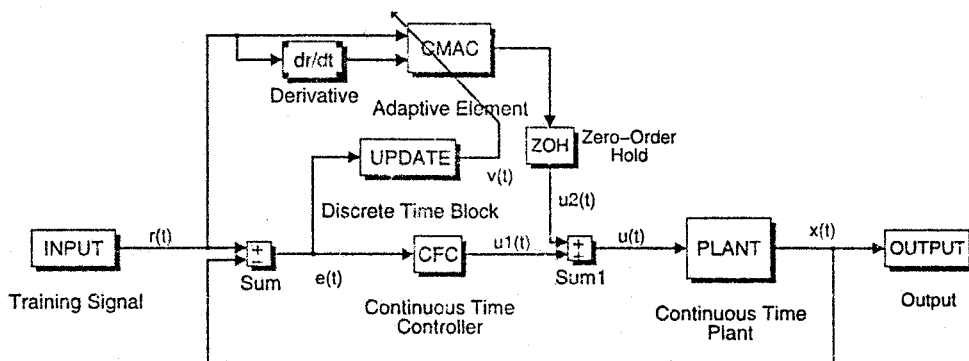 CMAC
dr/dt
Derivative
Adaptive Element
ZOH
Zero-Order
Hold
UPDATE
v(t)
u2(t)
Discrete Time Block
INPUT
r(t)
+
-
Sum
e(t)
CFC
u1(t)
+
+
Sum1
u(t)
PLANT
x(t)
OUTPUT
Training Signal
Continuous Time
Controller
Continuous Time
Plant
Output